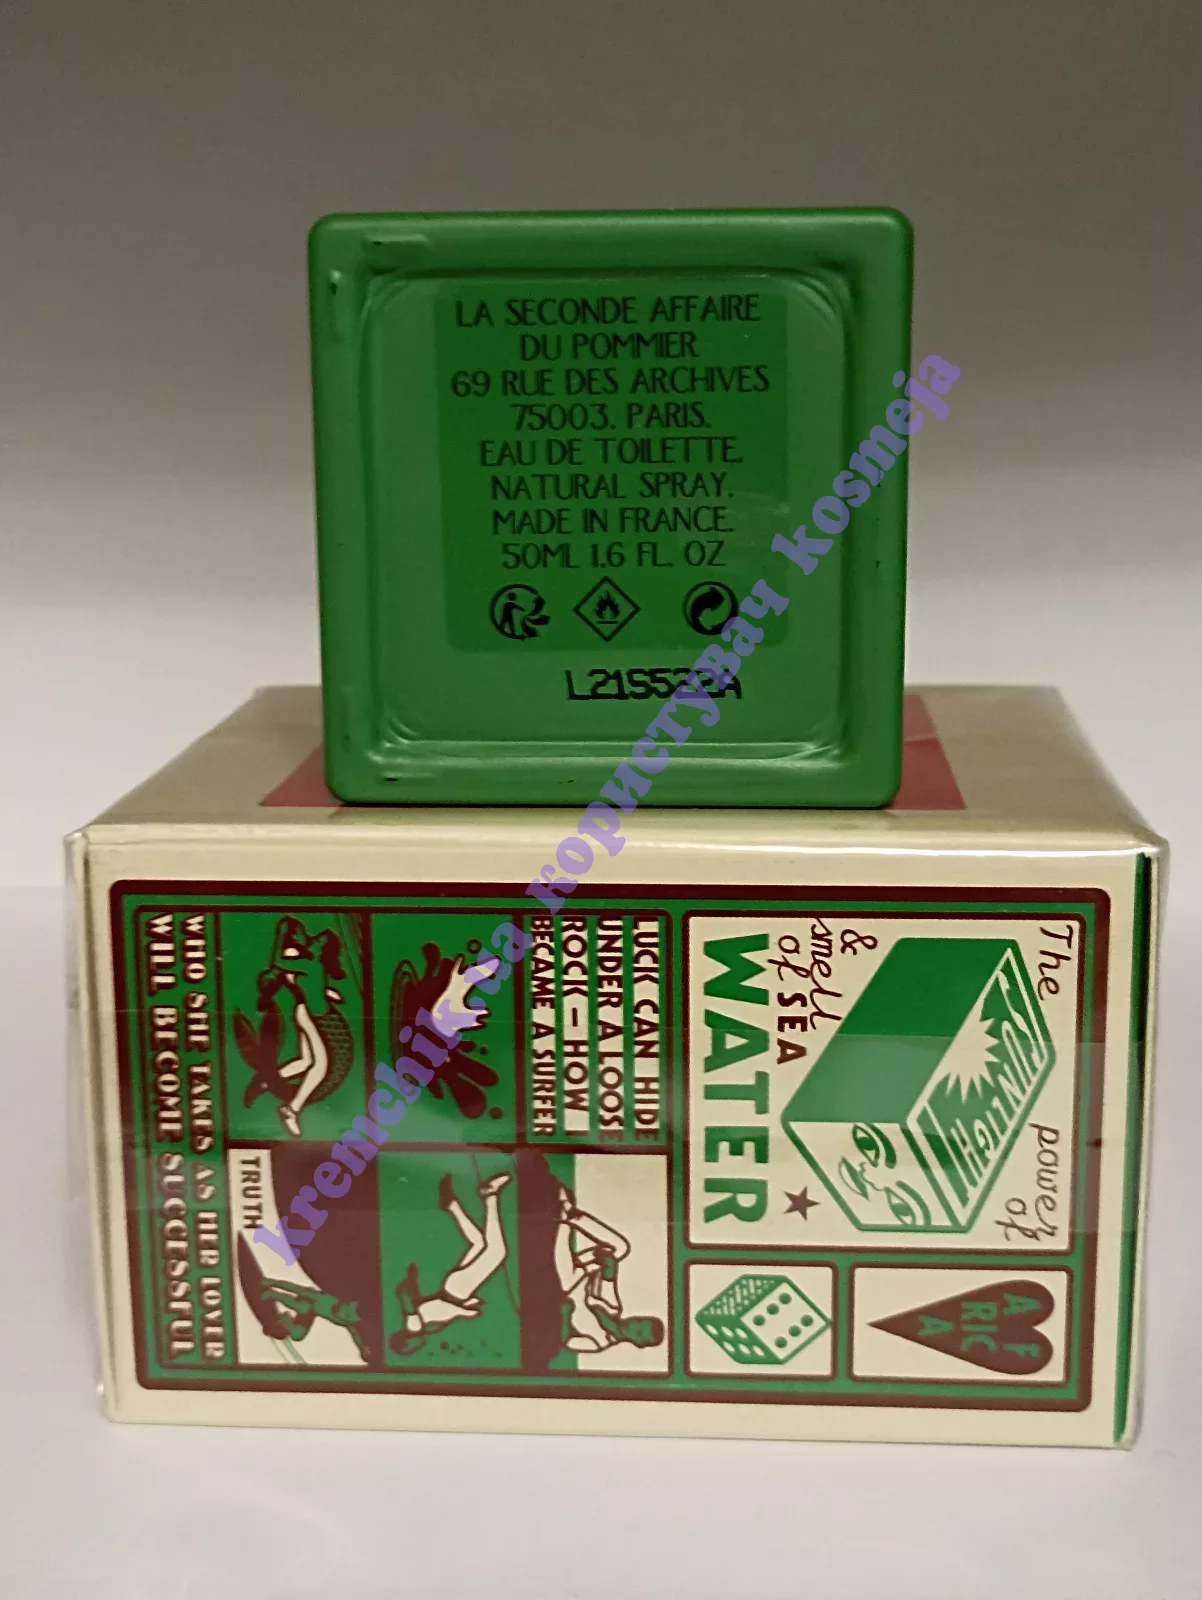 LA SECONDE AFFAIRE
DU POMMIER
69 RUE DES ARCHIVES
75003. PARIS.
EAU DE TOILETTE.
NATURAL SPRAY.
MADE IN FRANCE.
50ML 1.6 FL. OZ
L21S522A
kremchik.ua користувач kosmeja
The power of
SUNLIGHT
& smell
of SEA
WATER
AFRICA
LUCK CAN HIDE
UNDER A LOOSE
ROCK – HOW I
BECAME A SURFER
TRUTH
WHO SHE TAKES AS HER LOVER
WILL BECOME SUCCESSFUL